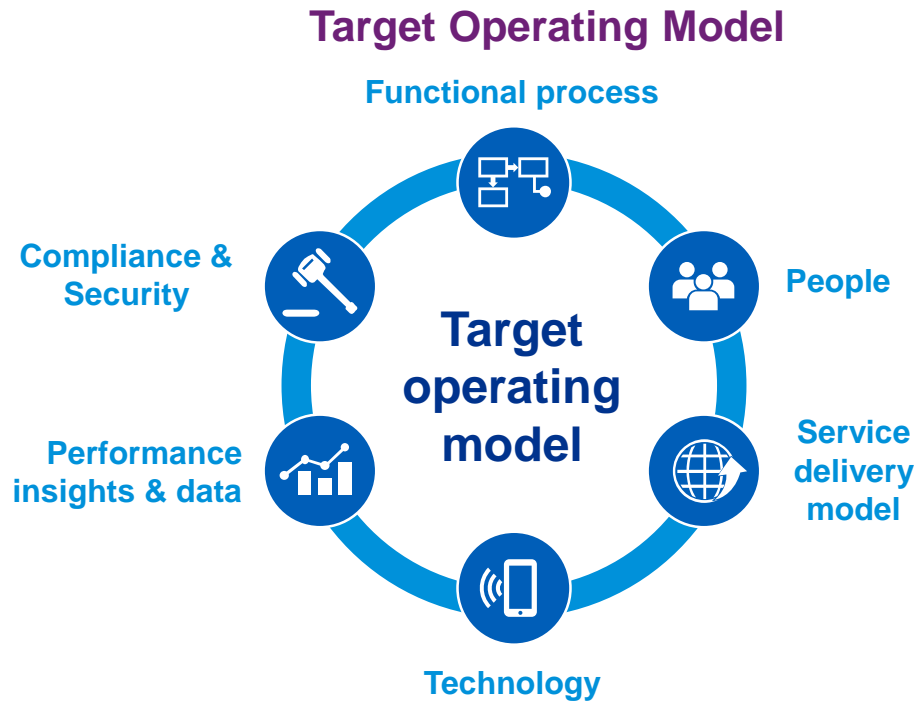 Target Operating Model
Functional process
Compliance &
Security
People
Target
operating
model
Performance
insights & data
Service
delivery
model
Technology